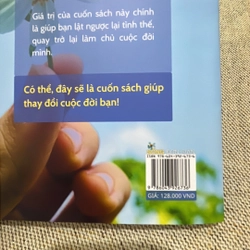 Giá trị của cuốn sách này chính
là giúp bạn lật ngược lại tình thế,
quay trở lại làm chủ cuộc đời
mình.
Có thể, đây sẽ là cuốn sách giúp
thay đổi cuộc đời bạn!
GIÁ: 128.000 VND